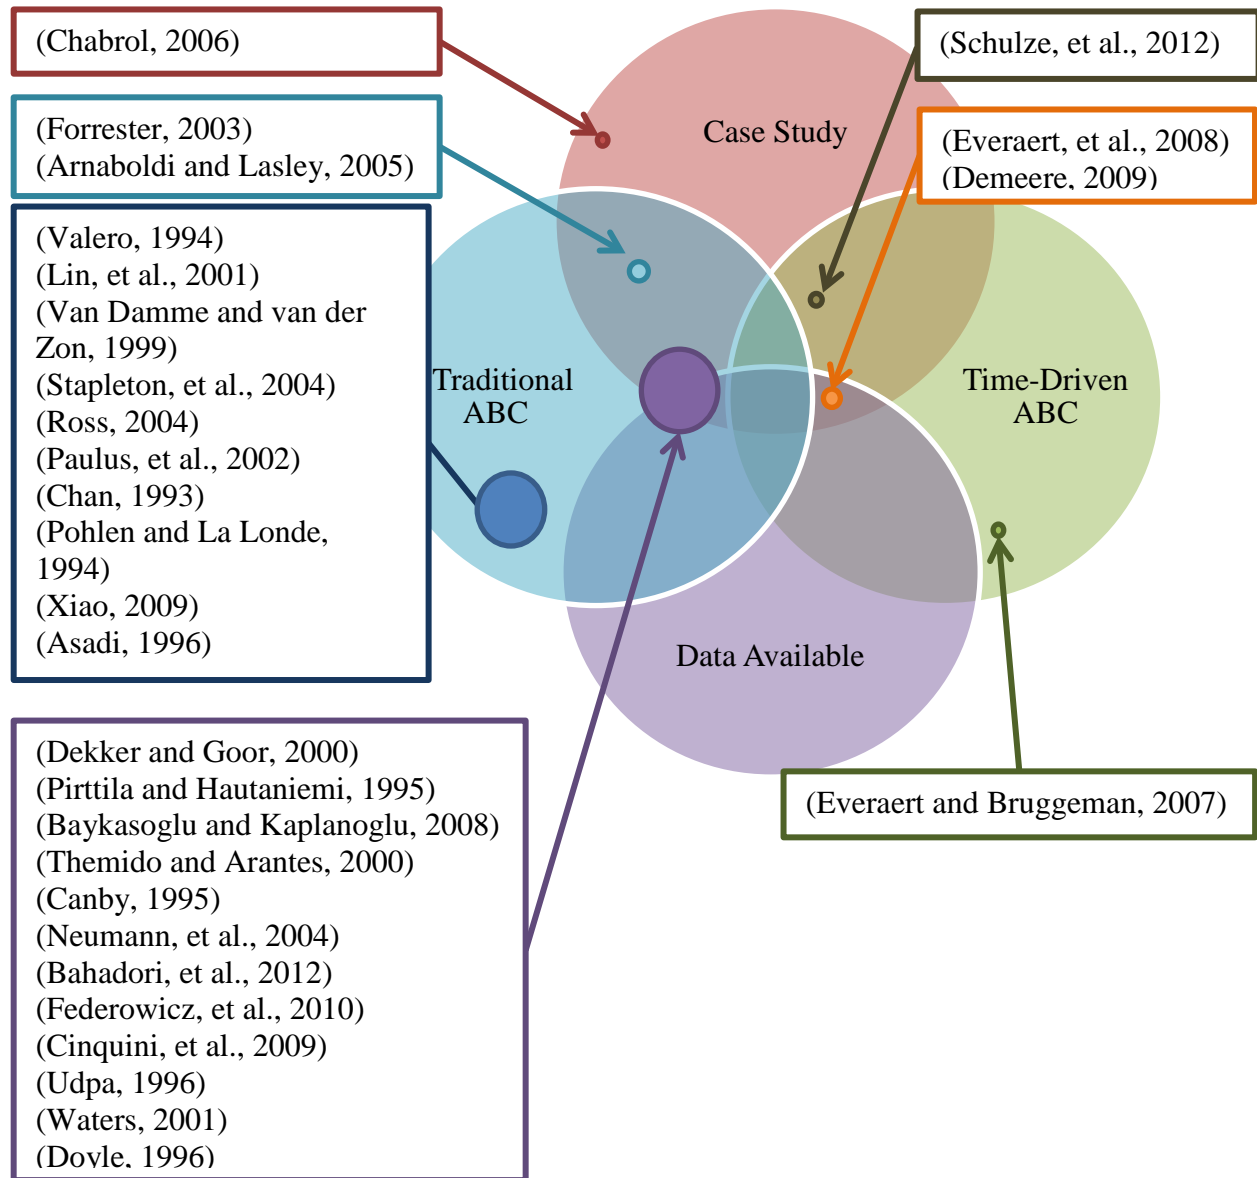 (Chabrol, 2006)
(Forrester, 2003)
(Arnaboldi and Lasley, 2005)
(Valero, 1994)
(Lin, et al., 2001)
(Van Damme and van der
Zon, 1999)
(Stapleton, et al., 2004)
(Ross, 2004)
(Paulus, et al., 2002)
(Chan, 1993)
(Pohlen and La Londe,
1994)
(Xiao, 2009)
(Asadi, 1996)
(Dekker and Goor, 2000)
(Pirttila and Hautaniemi, 1995)
(Baykasoglu and Kaplanoglu, 2008)
(Themido and Arantes, 2000)
(Canby, 1995)
(Neumann, et al., 2004)
(Bahadori, et al., 2012)
(Federowicz, et al., 2010)
(Cinquini, et al., 2009)
(Udpa, 1996)
(Waters, 2001)
(Doyle, 1996)
Case Study
Traditional
ABC
Time-Driven
ABC
Data Available
(Schulze, et al., 2012)
(Everaert, et al., 2008)
(Demeere, 2009)
(Everaert and Bruggeman, 2007)